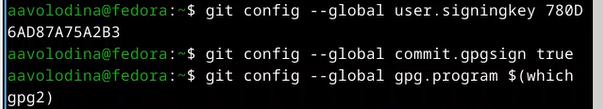 aavolodina@fedora:~$ git config --global user.signingkey 780D
6AD87A75A2B3
aavolodina@fedora:~$ git config --global commit.gpgsign true
aavolodina@fedora:~$ git config --global gpg.program $(which
gpg2)